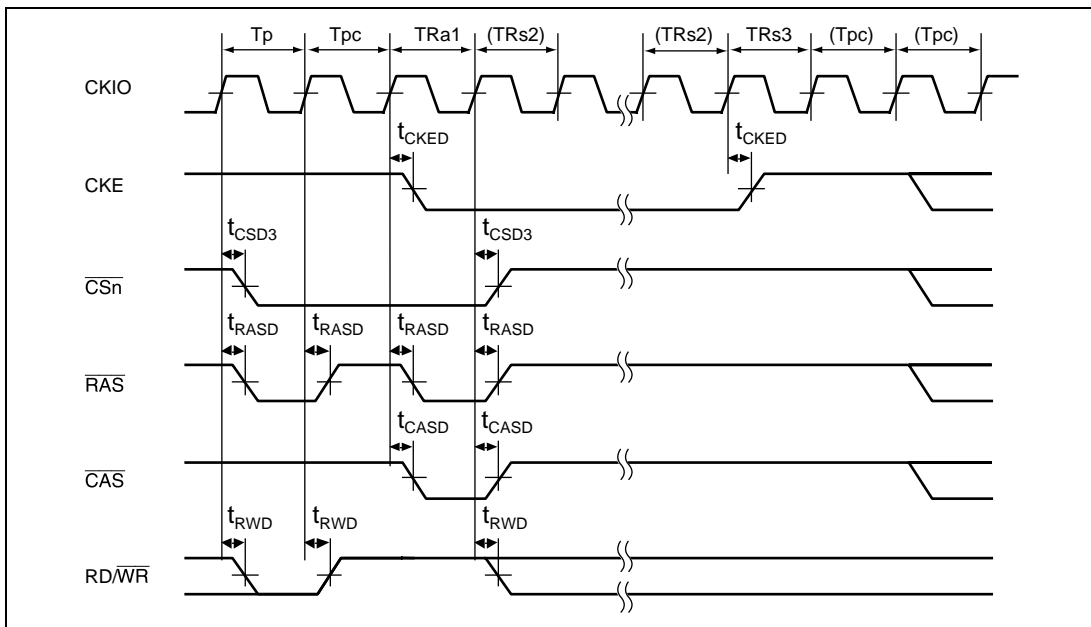 Tp Tpc TRa1 (TRs2) (TRs2) TRs3 (Tpc) (Tpc)
CKIO
tCKED tCKED
CKE
tCSD3 tCSD3
CSn
tRASD tRASD tRASD tRASD
RAS
tCASD tCASD
CAS
tRWD tRWD tRWD
RD/WR